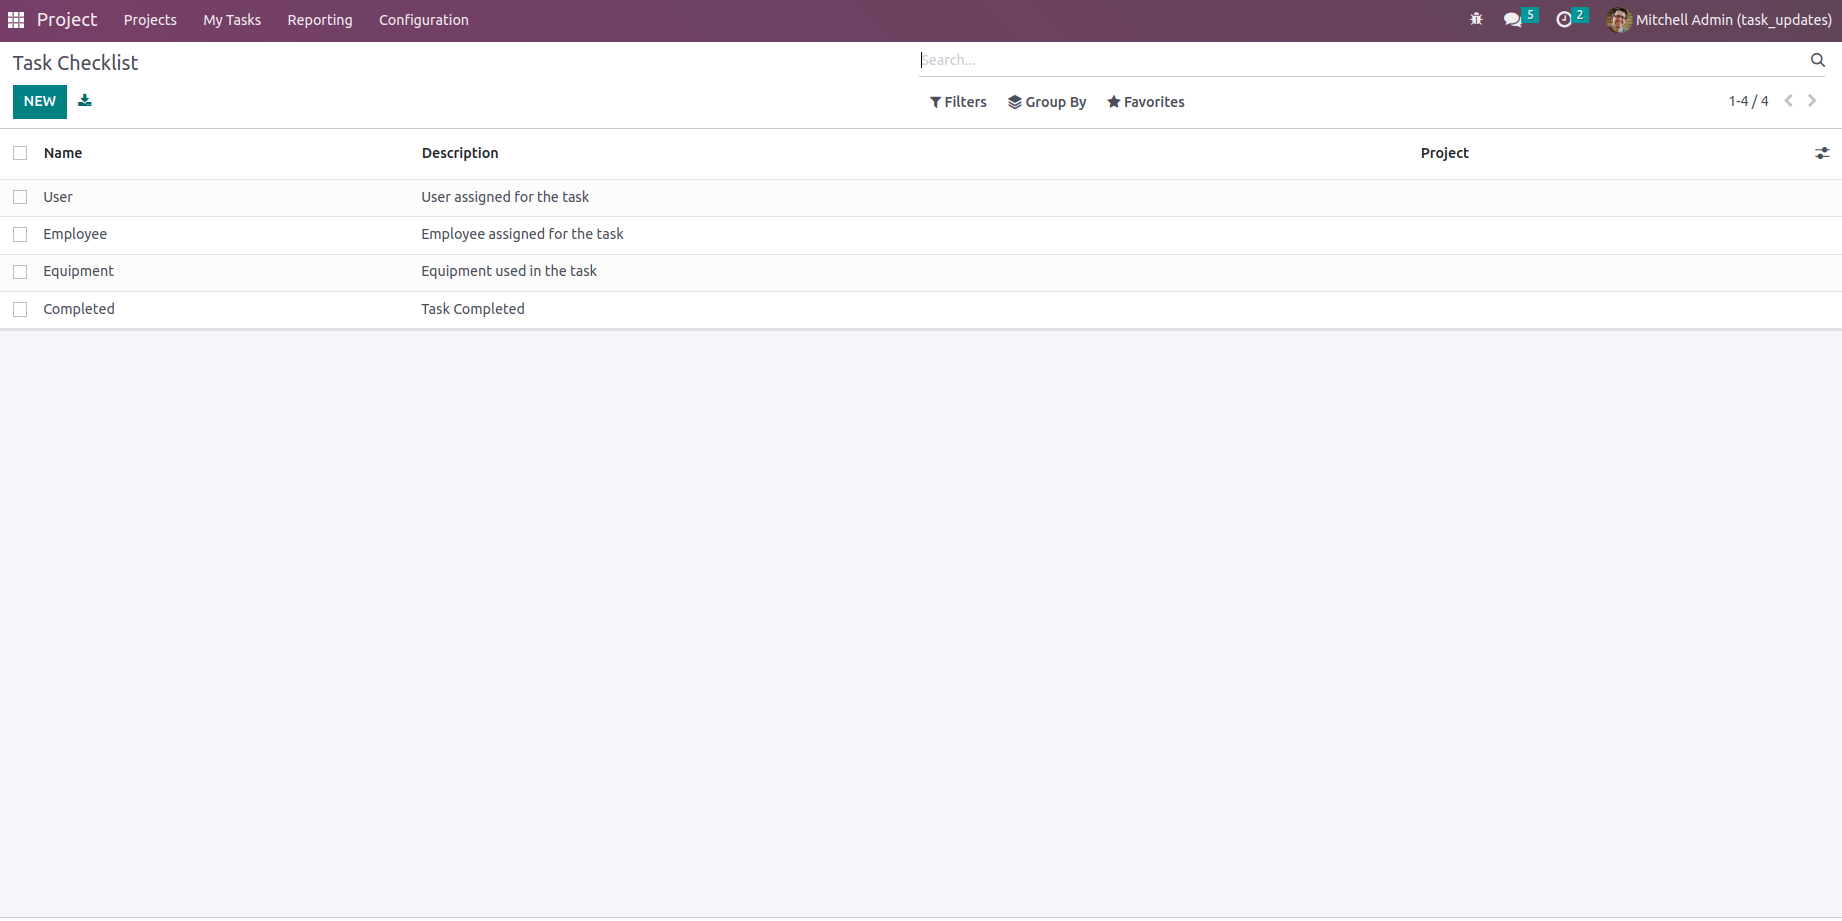 Project Projects My Tasks Reporting Configuration 5 2 Mitchell Admin (task_updates)
Task Checklist Search...
NEW Filters Group By Favorites 1-4 / 4
Name Description Project
User User assigned for the task
Employee Employee assigned for the task
Equipment Equipment used in the task
Completed Task Completed